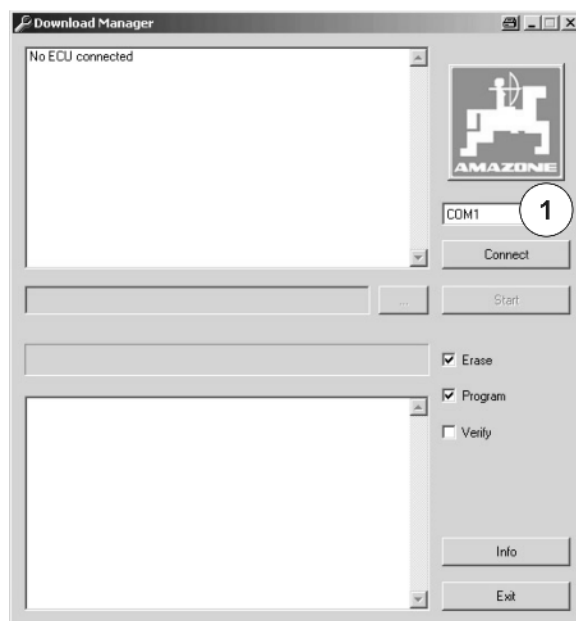 Download Manager
No ECU connected
AMAZONE
COM1
1
Connect
...
Start
Erase
Program
Verify
Info
Exit